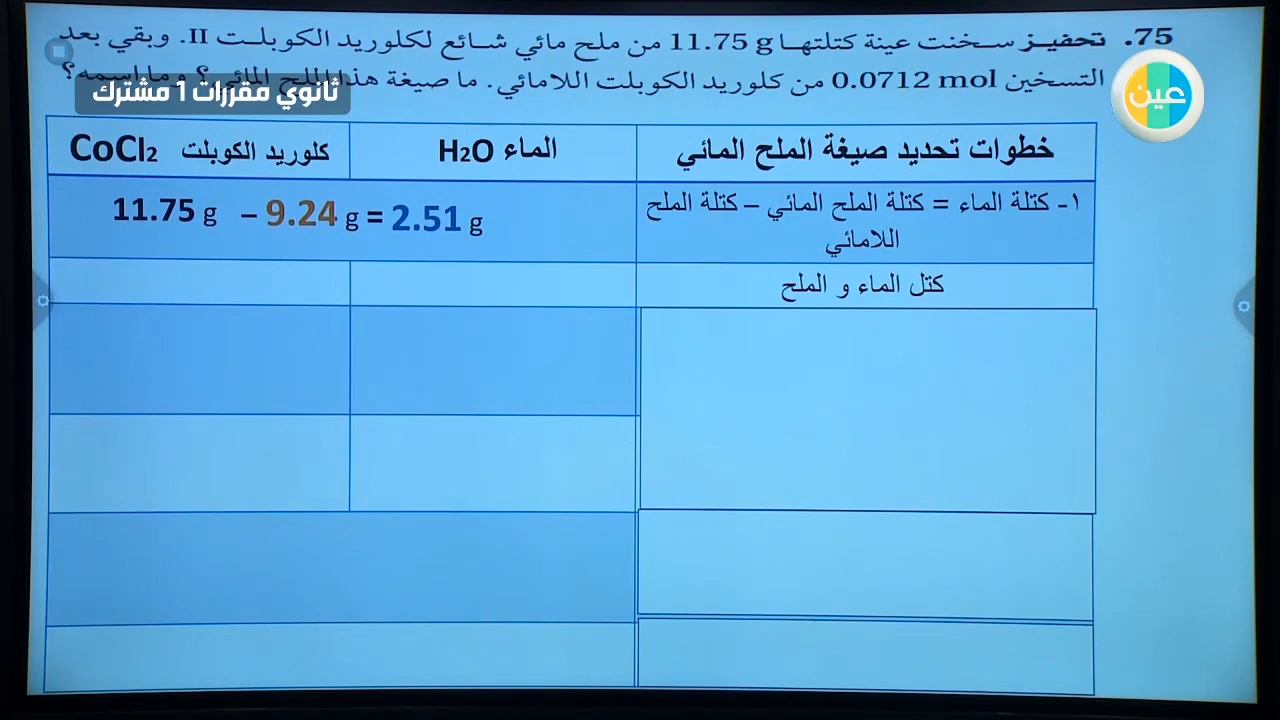 75. تحفيز سخنت عينة كتلتها 11.75 g من ملح مائي شائع لكلوريد الكوبلت II. وبقي بعد
التسخين 0.0712 mol من كلوريد الكوبلت اللامائي. ما صيغة هذا الملح المائي؟ وما اسمه؟
ثانوي مقررات 1 مشترك
عين
خطوات تحديد صيغة الملح المائي
الماء H₂O
كلوريد الكوبلت CoCl₂
١- كتلة الماء = كتلة الملح المائي – كتلة الملح
اللامائي
11.75 g – 9.24 g = 2.51 g
كتل الماء و الملح